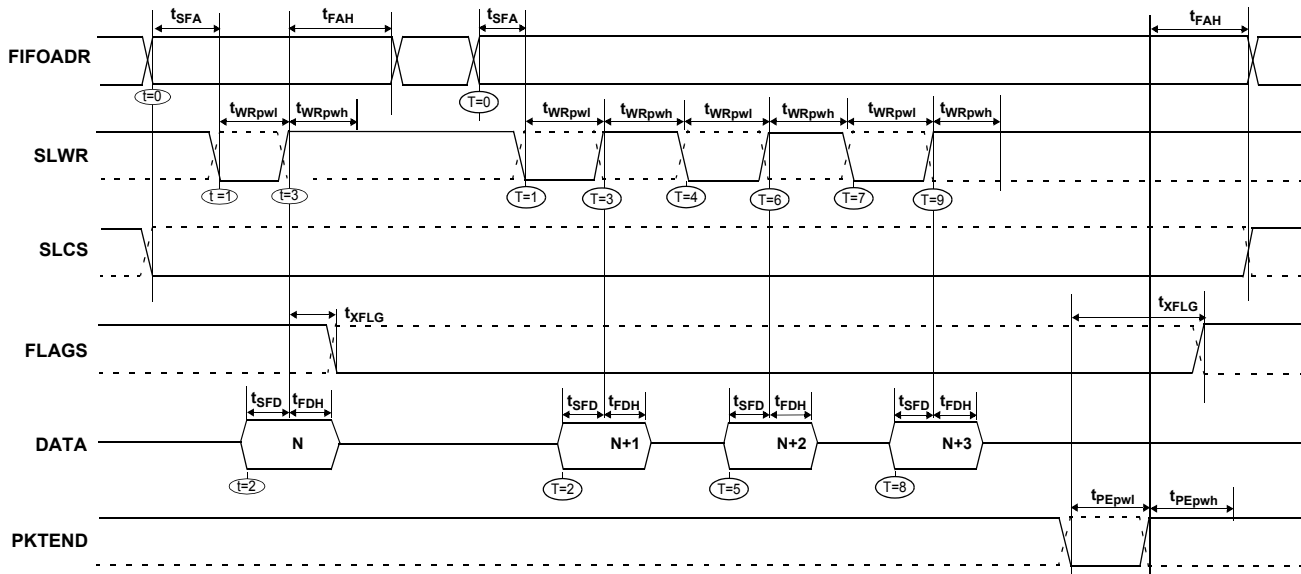 tSFA tFAH tSFA tFAH
FIFOADR
t=0 T=0
tWRpwl tWRpwh tWRpwl tWRpwh tWRpwl tWRpwh tWRpwl tWRpwh
SLWR
t =1 t=3 T=1 T=3 T=4 T=6 T=7 T=9
SLCS
tXFLG tXFLG
FLAGS
tSFD tFDH tSFD tFDH tSFD tFDH tSFD tFDH
DATA N N+1 N+2 N+3
t=2 T=2 T=5 T=8
tPEpwl tPEpwh
PKTEND